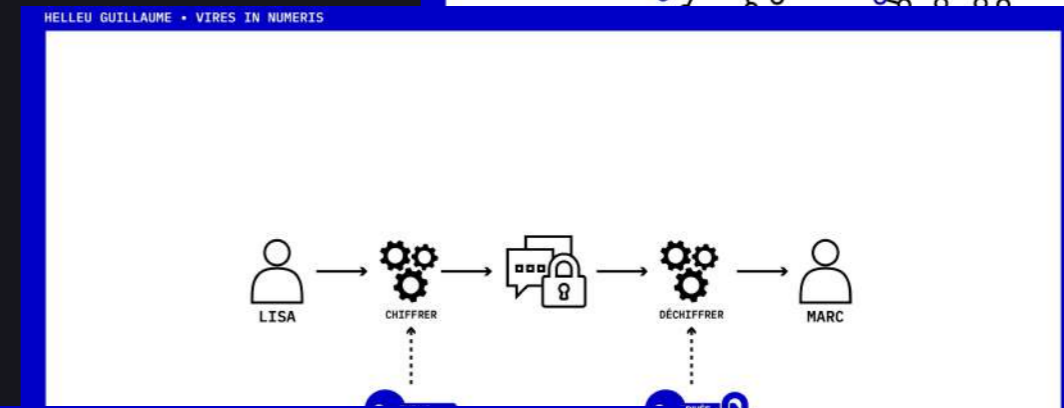 HELLEU GUILLAUME • VIRES IN NUMERIS
CHIFFRER
DÉCHIFFRER
LISA
MARC